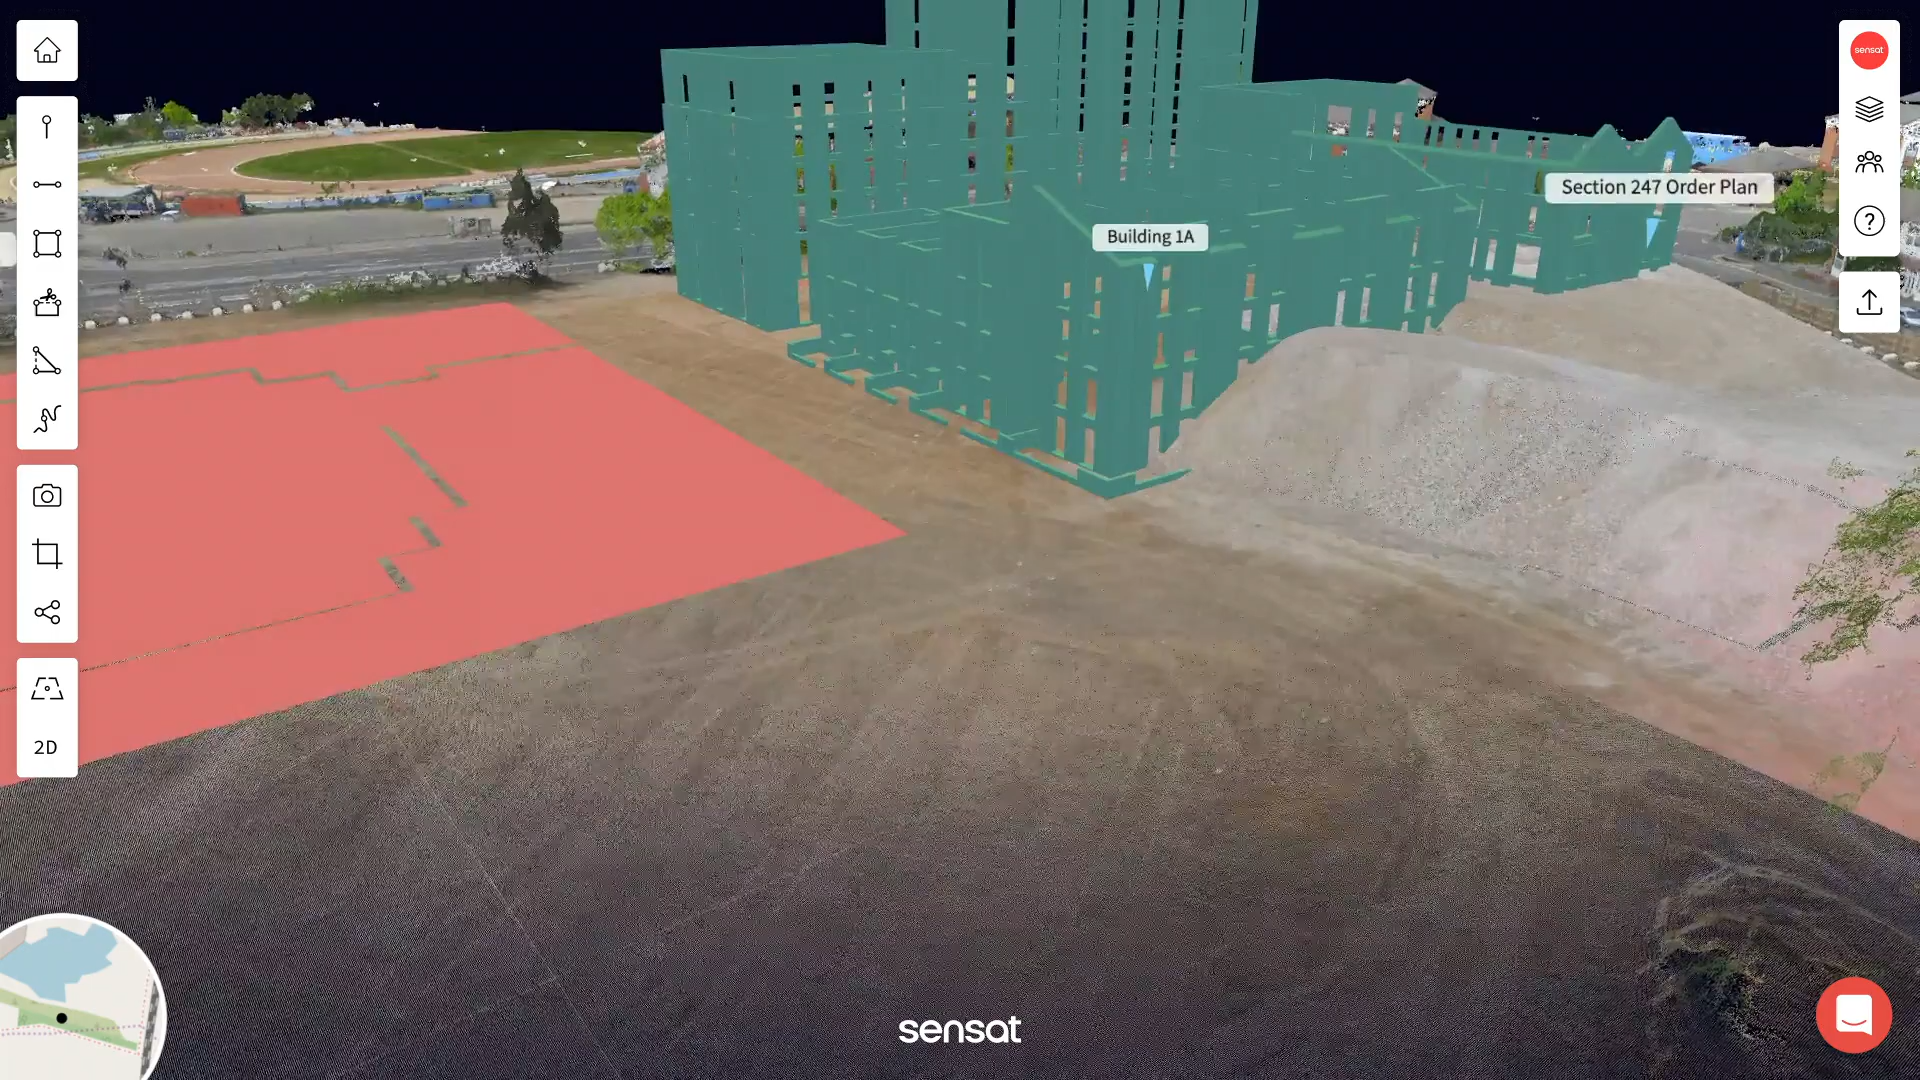 sensat
Section 247 Order Plan
Building 1A
2D
sensat